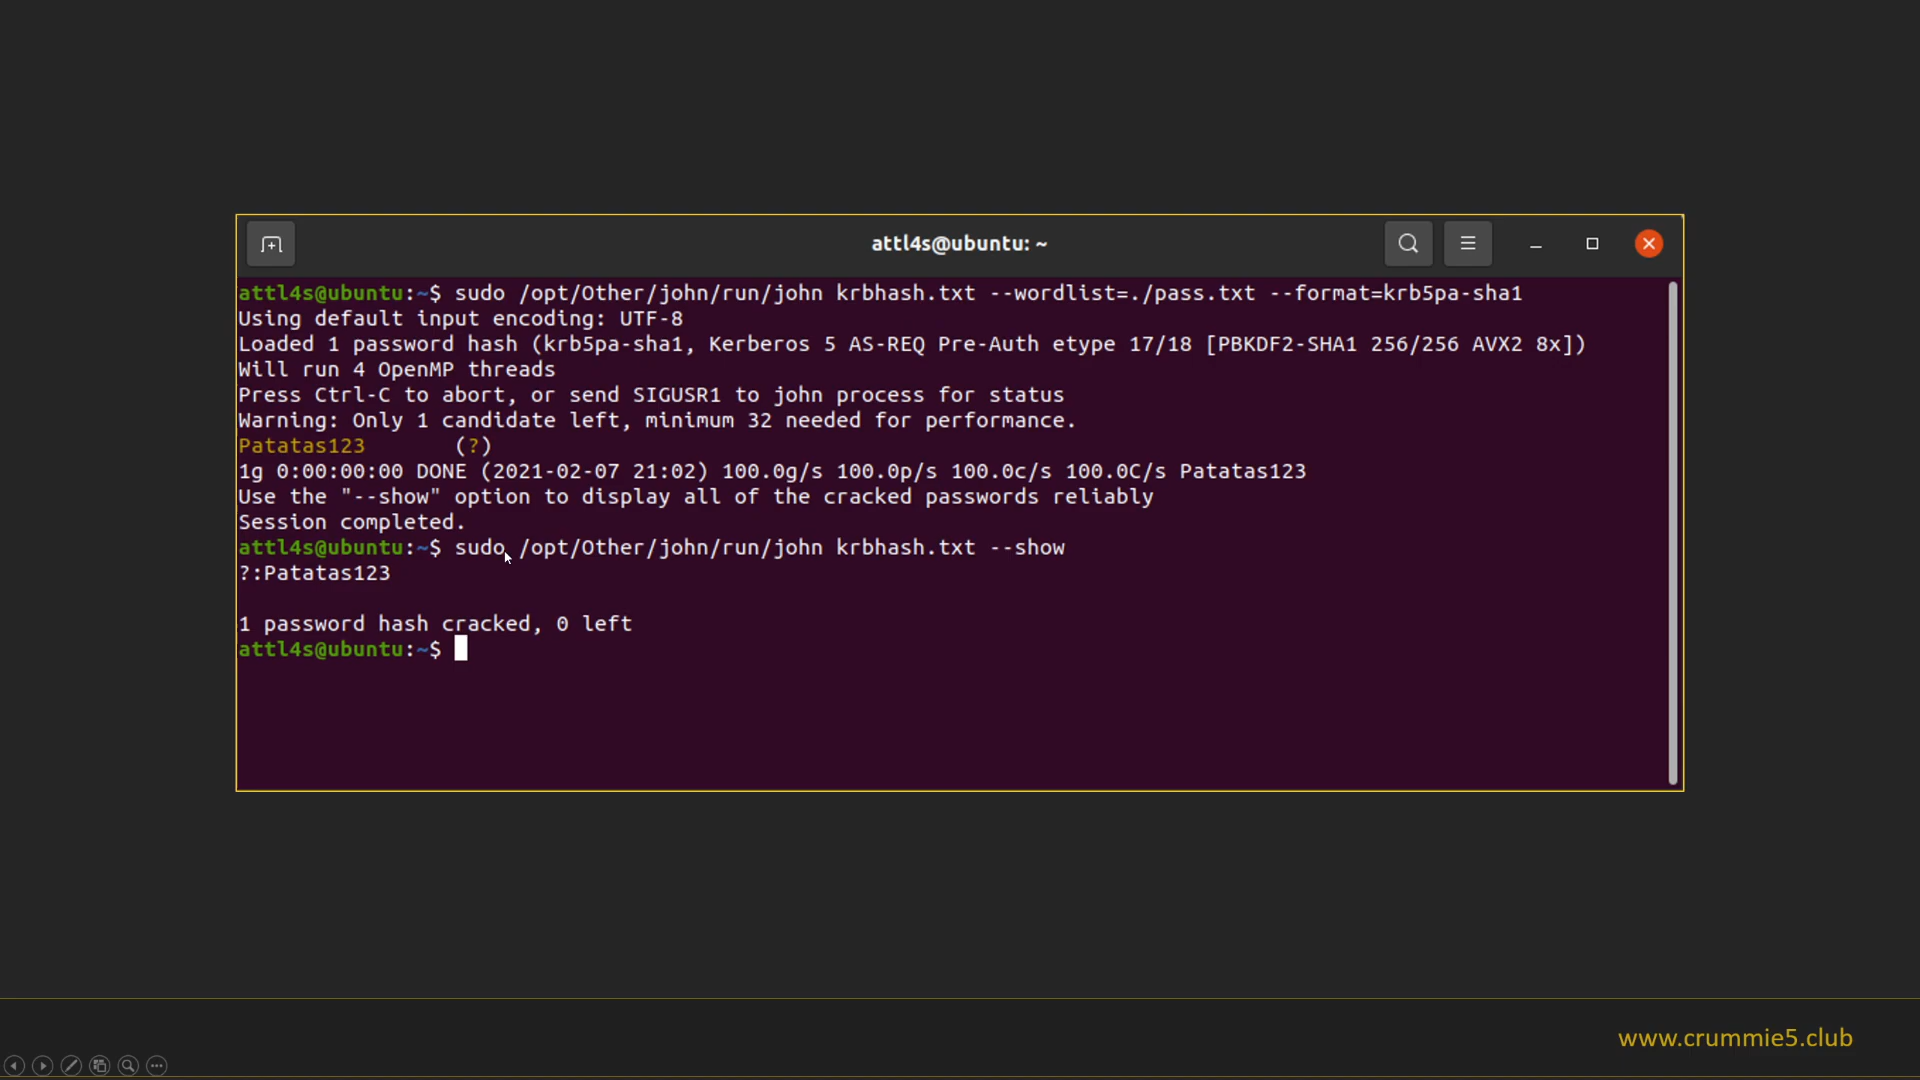 attl4s@ubuntu: ~
attl4s@ubuntu:~$ sudo /opt/Other/john/run/john krbhash.txt --wordlist=./pass.txt --format=krb5pa-sha1
Using default input encoding: UTF-8
Loaded 1 password hash (krb5pa-sha1, Kerberos 5 AS-REQ Pre-Auth etype 17/18 [PBKDF2-SHA1 256/256 AVX2 8x])
Will run 4 OpenMP threads
Press Ctrl-C to abort, or send SIGUSR1 to john process for status
Warning: Only 1 candidate left, minimum 32 needed for performance.
Patatas123       (?)
1g 0:00:00:00 DONE (2021-02-07 21:02) 100.0g/s 100.0p/s 100.0c/s 100.0C/s Patatas123
Use the "--show" option to display all of the cracked passwords reliably
Session completed.
attl4s@ubuntu:~$ sudo /opt/Other/john/run/john krbhash.txt --show
?:Patatas123
1 password hash cracked, 0 left
attl4s@ubuntu:~$
www.crummie5.club